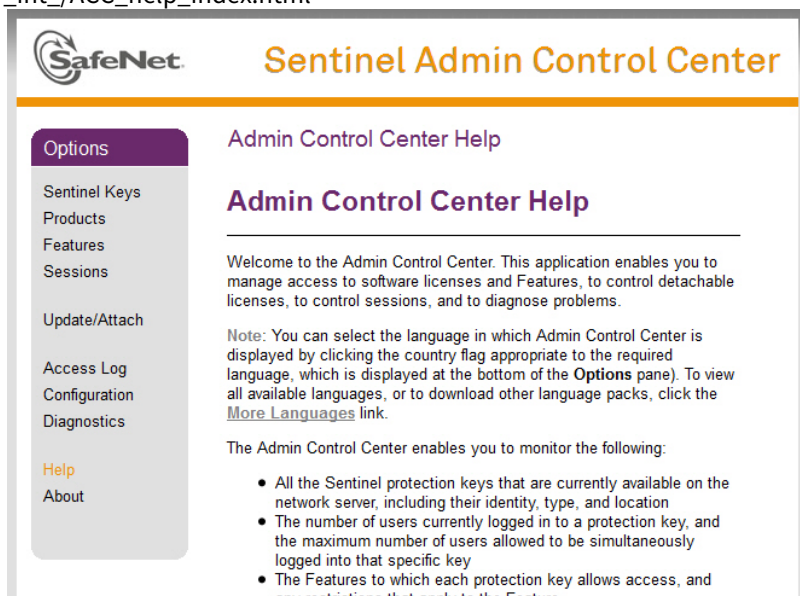 _int_/ACC_help_index.html
SafeNet.
Sentinel Admin Control Center
Options
Sentinel Keys
Products
Features
Sessions
Update/Attach
Access Log
Configuration
Diagnostics
Help
About
Admin Control Center Help
Admin Control Center Help
Welcome to the Admin Control Center. This application enables you to
manage access to software licenses and Features, to control detachable
licenses, to control sessions, and to diagnose problems.
Note: You can select the language in which Admin Control Center is
displayed by clicking the country flag appropriate to the required
language, which is displayed at the bottom of the Options pane). To view
all available languages, or to download other language packs, click the
More Languages link.
The Admin Control Center enables you to monitor the following:
● All the Sentinel protection keys that are currently available on the
network server, including their identity, type, and location
● The number of users currently logged in to a protection key, and
the maximum number of users allowed to be simultaneously
logged into that specific key
● The Features to which each protection key allows access, and